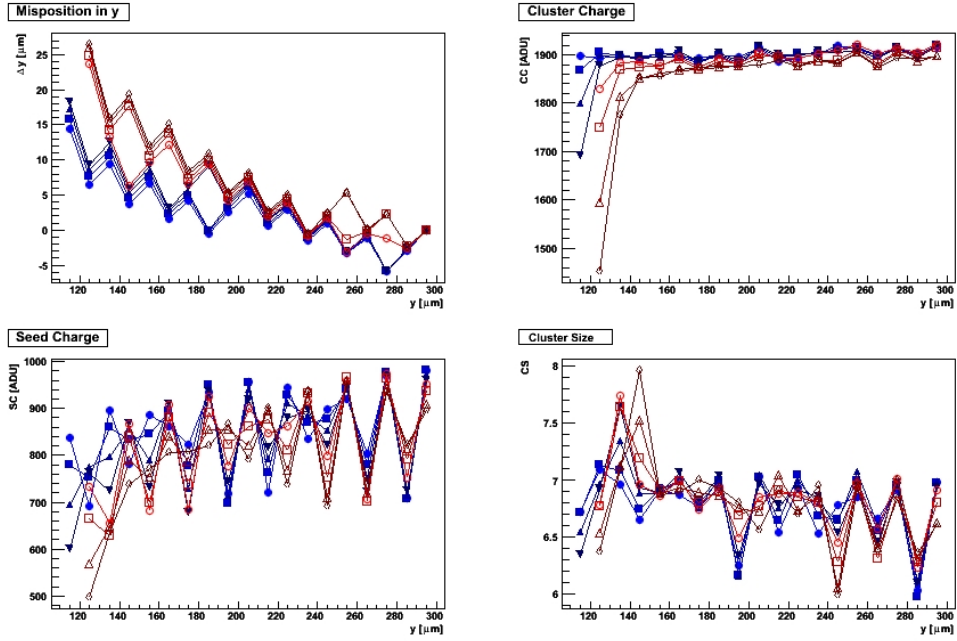 Misposition in y
Δy [μm]
25
20
15
10
5
0
-5
120 140 160 180 200 220 240 260 280 300
y [μm]
Cluster Charge
CC [ADU]
1900
1800
1700
1600
1500
120 140 160 180 200 220 240 260 280 300
y [μm]
Seed Charge
SC [ADU]
1000
900
800
700
600
500
120 140 160 180 200 220 240 260 280 300
y [μm]
Cluster Size
CS
8
7.5
7
6.5
6
120 140 160 180 200 220 240 260 280 300
y [μm]